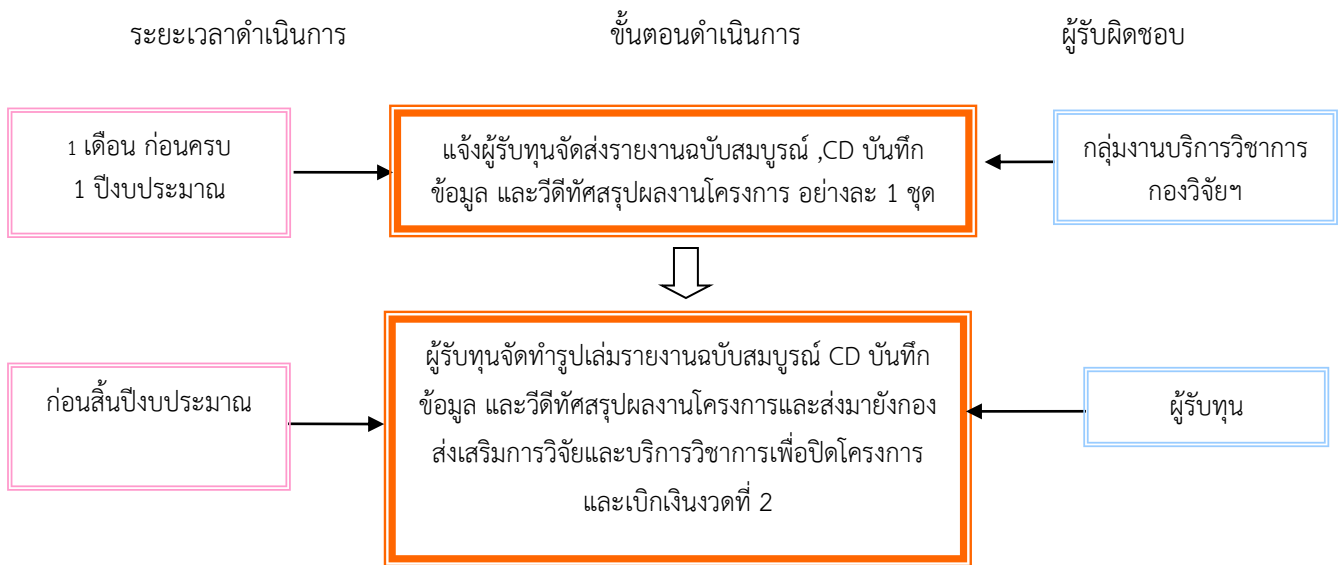 ระยะเวลาดำเนินการ
ขั้นตอนดำเนินการ
ผู้รับผิดชอบ
1 เดือน ก่อนครบ
1 ปีงบประมาณ
แจ้งผู้รับทุนจัดส่งรายงานฉบับสมบูรณ์ ,CD บันทึก
ข้อมูล และวีดีทัศสรุปผลงานโครงการ อย่างละ 1 ชุด
กลุ่มงานบริการวิชาการ
กองวิจัยฯ
ก่อนสิ้นปีงบประมาณ
ผู้รับทุนจัดทำรูปเล่มรายงานฉบับสมบูรณ์ CD บันทึก
ข้อมูล และวีดีทัศสรุปผลงานโครงการและส่งมายังกอง
ส่งเสริมการวิจัยและบริการวิชาการเพื่อปิดโครงการ
และเบิกเงินงวดที่ 2
ผู้รับทุน